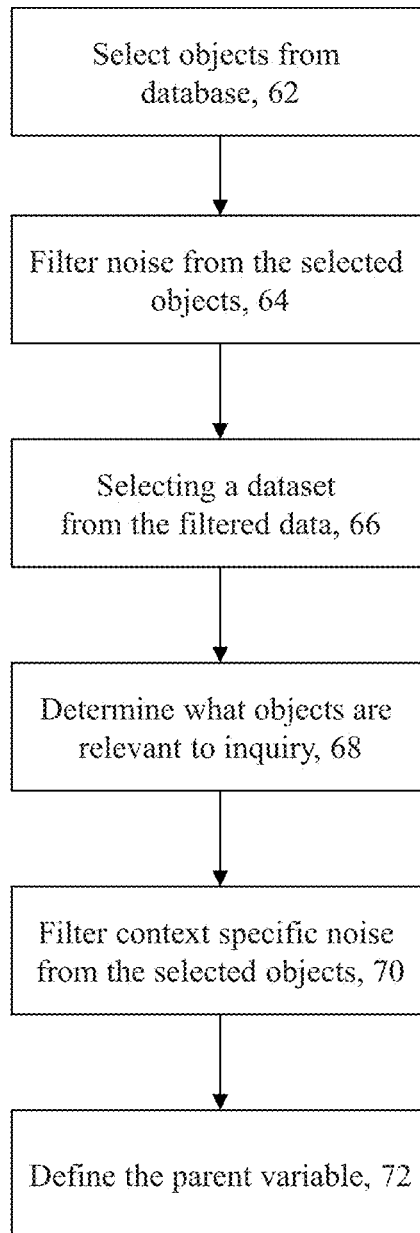 Select objects from
database, 62
Filter noise from the selected
objects, 64
Selecting a dataset
from the filtered data, 66
Determine what objects are
relevant to inquiry, 68
Filter context specific noise
from the selected objects, 70
Define the parent variable, 72